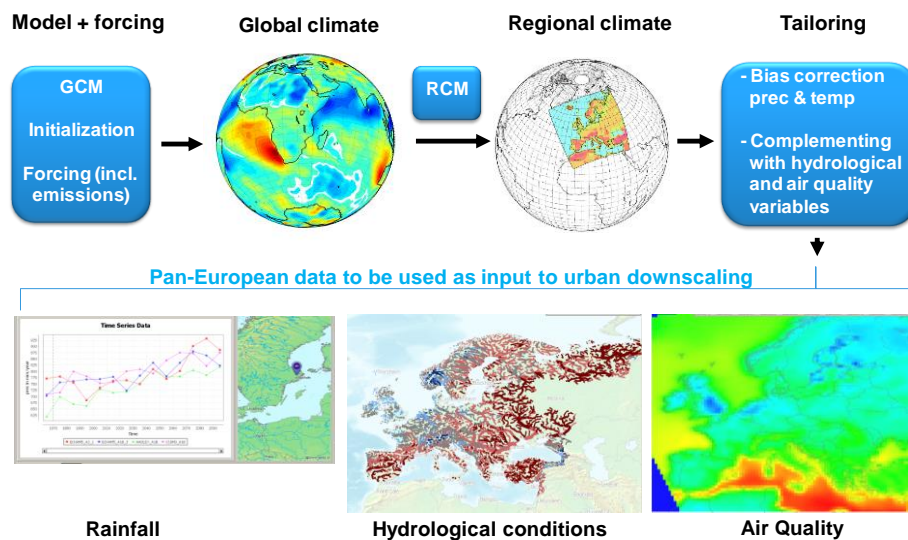 Model + forcing
Global climate
Regional climate
Tailoring
GCM
Initialization
Forcing (incl.
emissions)
RCM
- Bias correction
prec & temp
- Complementing
with hydrological
and air quality
variables
Pan-European data to be used as input to urban downscaling
Time Series Data
Time
Rainfall
Hydrological conditions
Air Quality